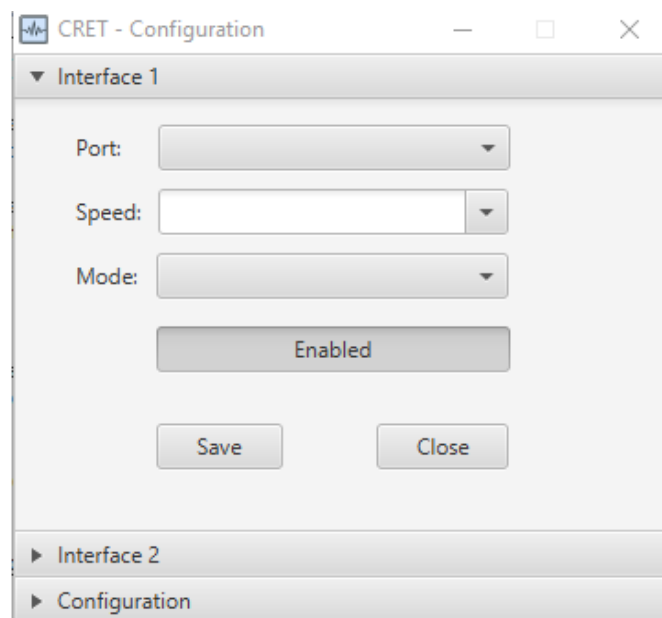 CRET - Configuration
Interface 1
Port:
Speed:
Mode:
Enabled
Save Close
Interface 2
Configuration